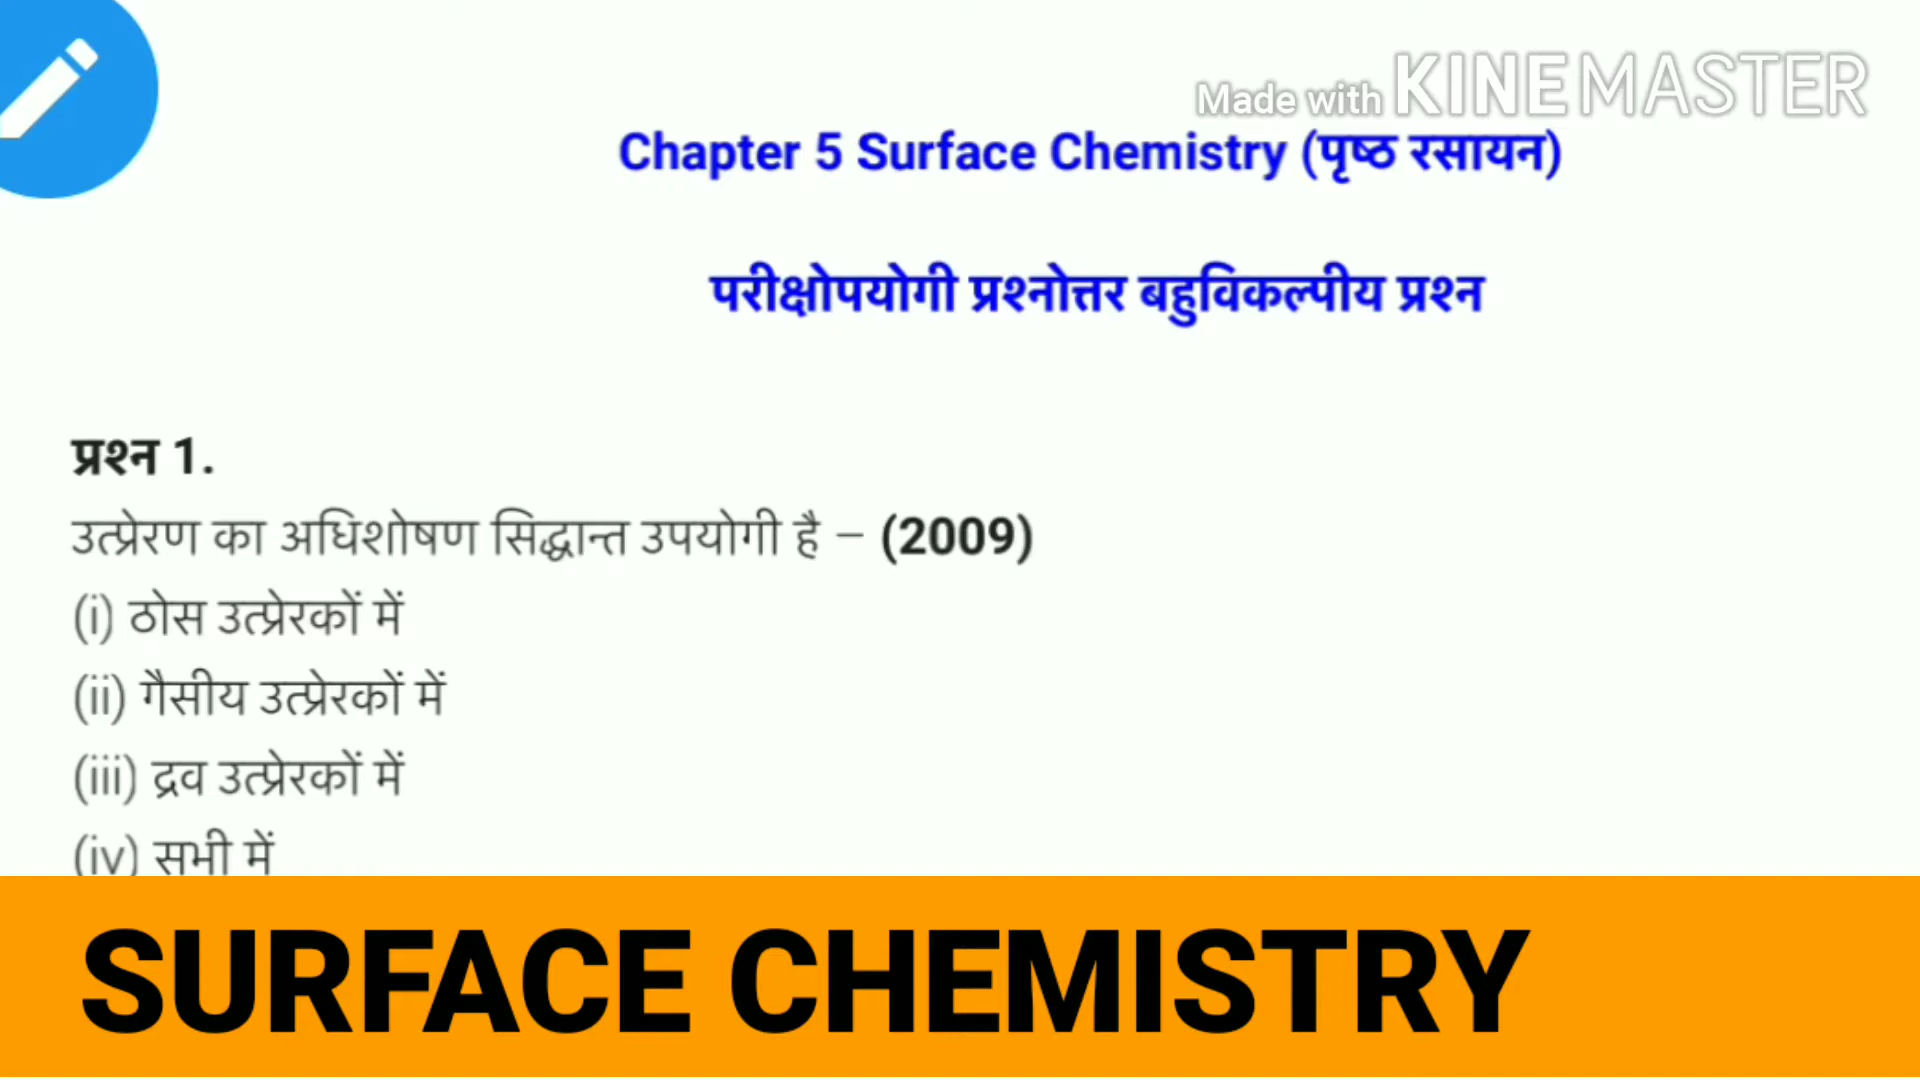 Made with KINEMASTER
Chapter 5 Surface Chemistry (पृष्ठ रसायन)
परीक्षोपयोगी प्रश्नोत्तर बहुविकल्पीय प्रश्न
प्रश्न 1.
उत्प्रेरण का अधिशोषण सिद्धान्त उपयोगी है – (2009)
(i) ठोस उत्प्रेरकों में
(ii) गैसीय उत्प्रेरकों में
(iii) द्रव उत्प्रेरकों में
(iv) सभी में
SURFACE CHEMISTRY